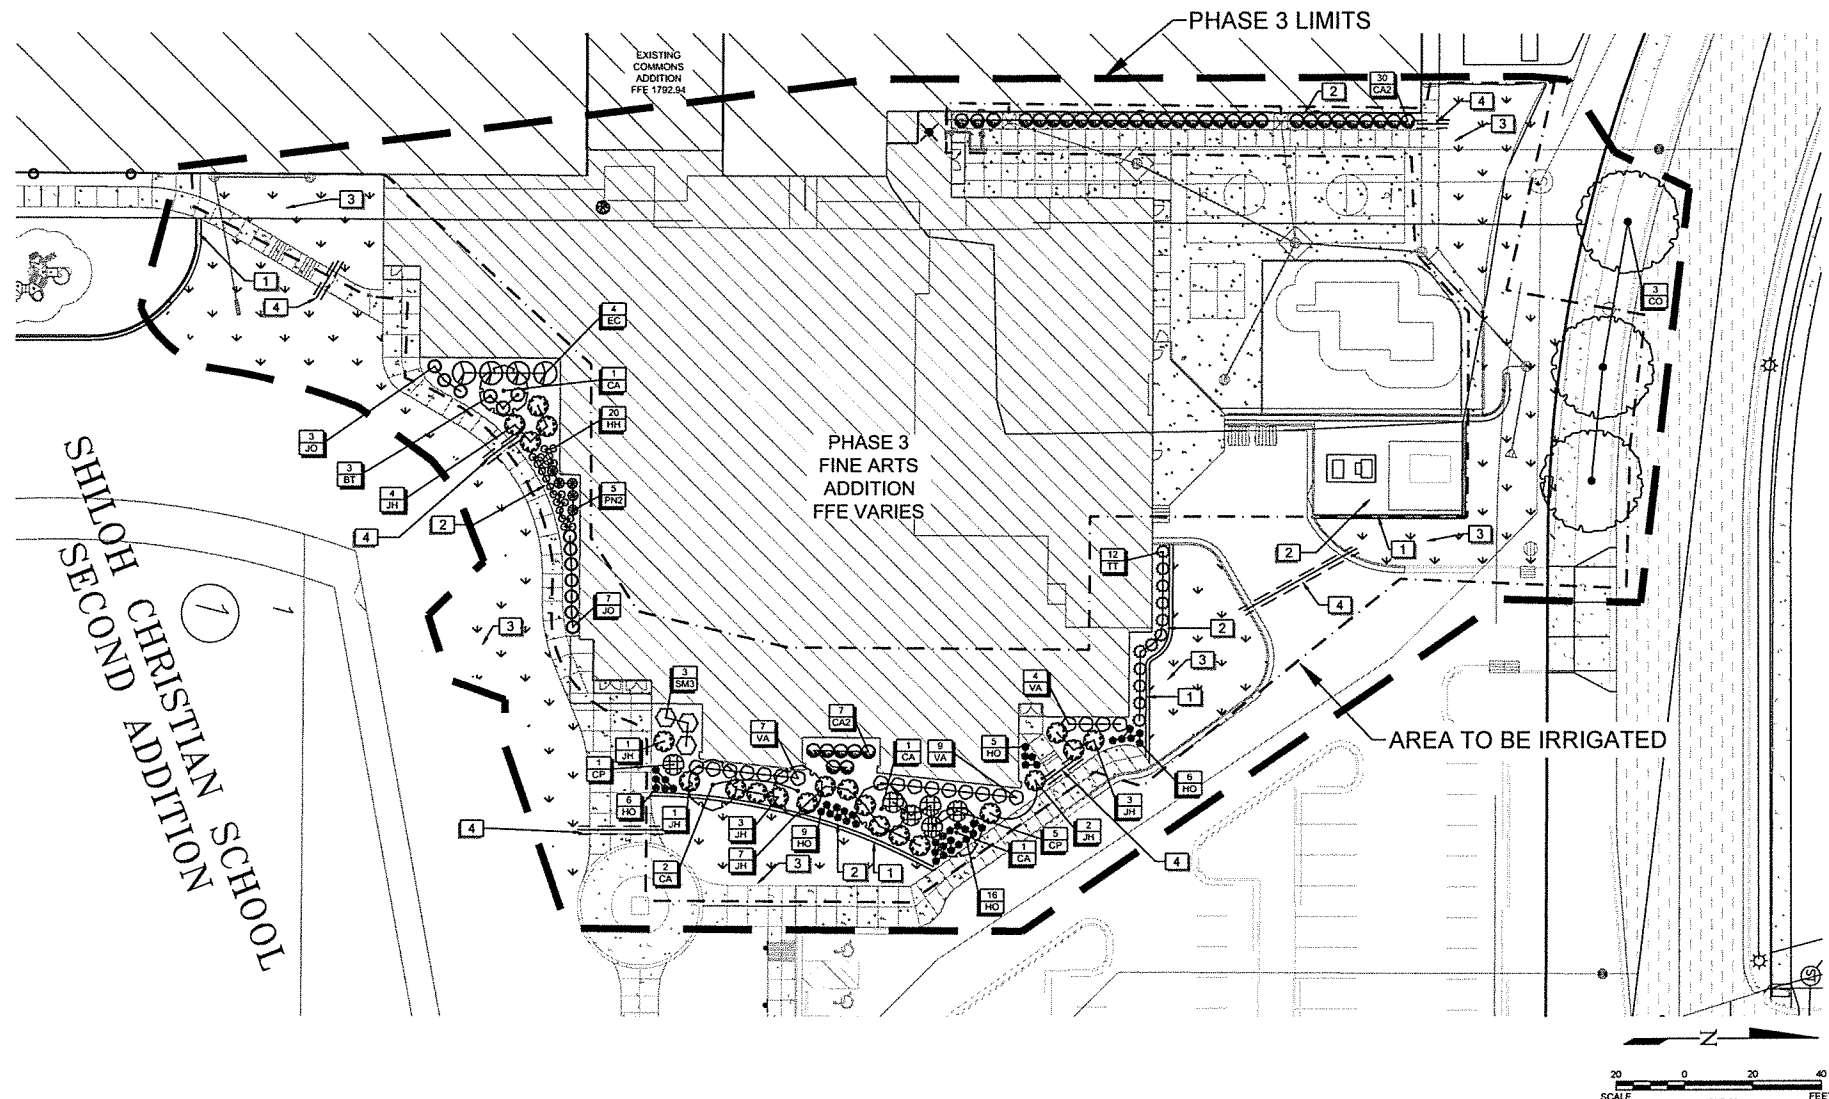 PHASE 3 LIMITS
EXISTING
COMMONS
ADDITION
FFE 1792.94
30
CA2
2
4
3
3
1
4
3
CO
4
EC
1
CA
20
HH
3
JO
3
BT
4
JH
4
2
5
PN2
PHASE 3
FINE ARTS
ADDITION
FFE VARIES
2
1
3
12
TT
4
2
3
1
7
JO
3
SHILOH CHRISTIAN SCHOOL
SECOND ADDITION
1
1
3
SM3
7
VA
7
CA2
1
CA
9
VA
5
HO
4
VA
AREA TO BE IRRIGATED
1
JH
1
CP
6
HO
1
JH
3
JH
7
JH
9
HO
2
CA
4
3
2
1
16
HO
1
CA
5
CP
2
JH
3
JH
6
HO
4
ST
N
20
0
20
40
SCALE
FEET